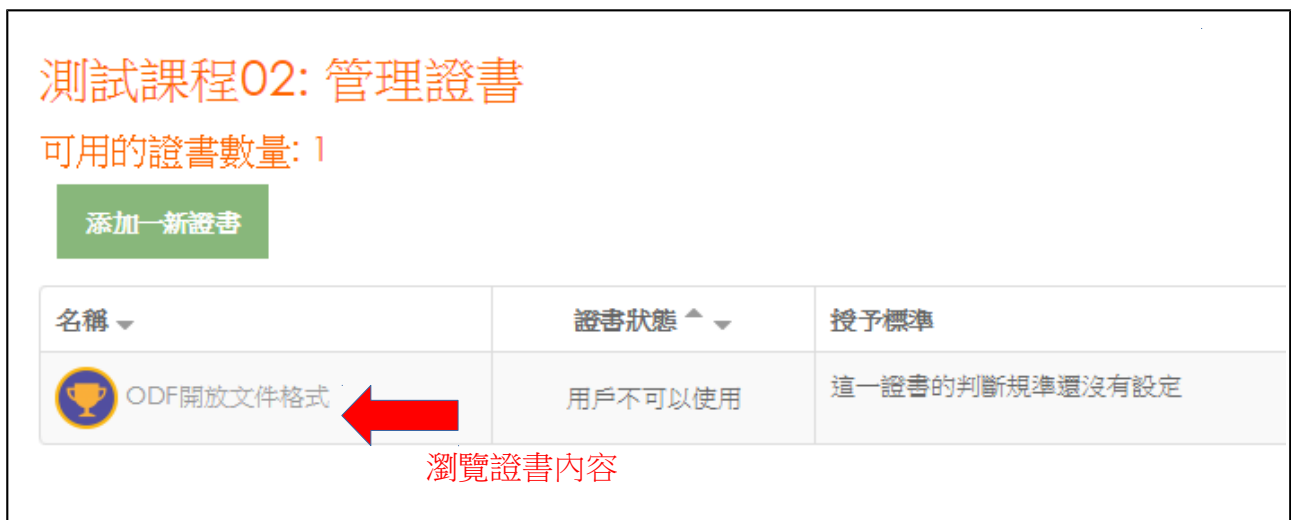 測試課程02: 管理證書
可用的證書數量: 1
添加一新證書
名稱 證書狀態 授予標準
ODF開放文件格式 用戶不可以使用 這一證書的判斷規準還沒有設定
瀏覽證書內容